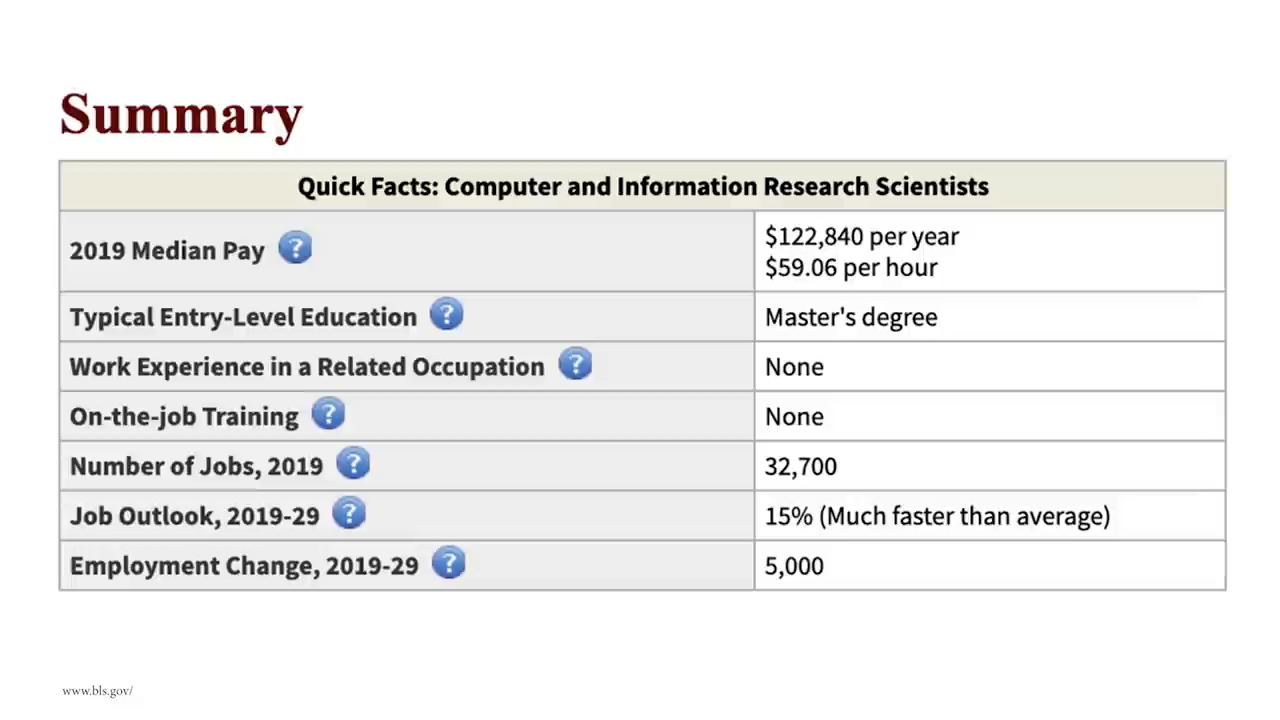 Summary
Quick Facts: Computer and Information Research Scientists
2019 Median Pay ?
$122,840 per year
$59.06 per hour
Typical Entry-Level Education ?
Master's degree
Work Experience in a Related Occupation ?
None
On-the-job Training ?
None
Number of Jobs, 2019 ?
32,700
Job Outlook, 2019-29 ?
15% (Much faster than average)
Employment Change, 2019-29 ?
5,000
www.bls.gov/